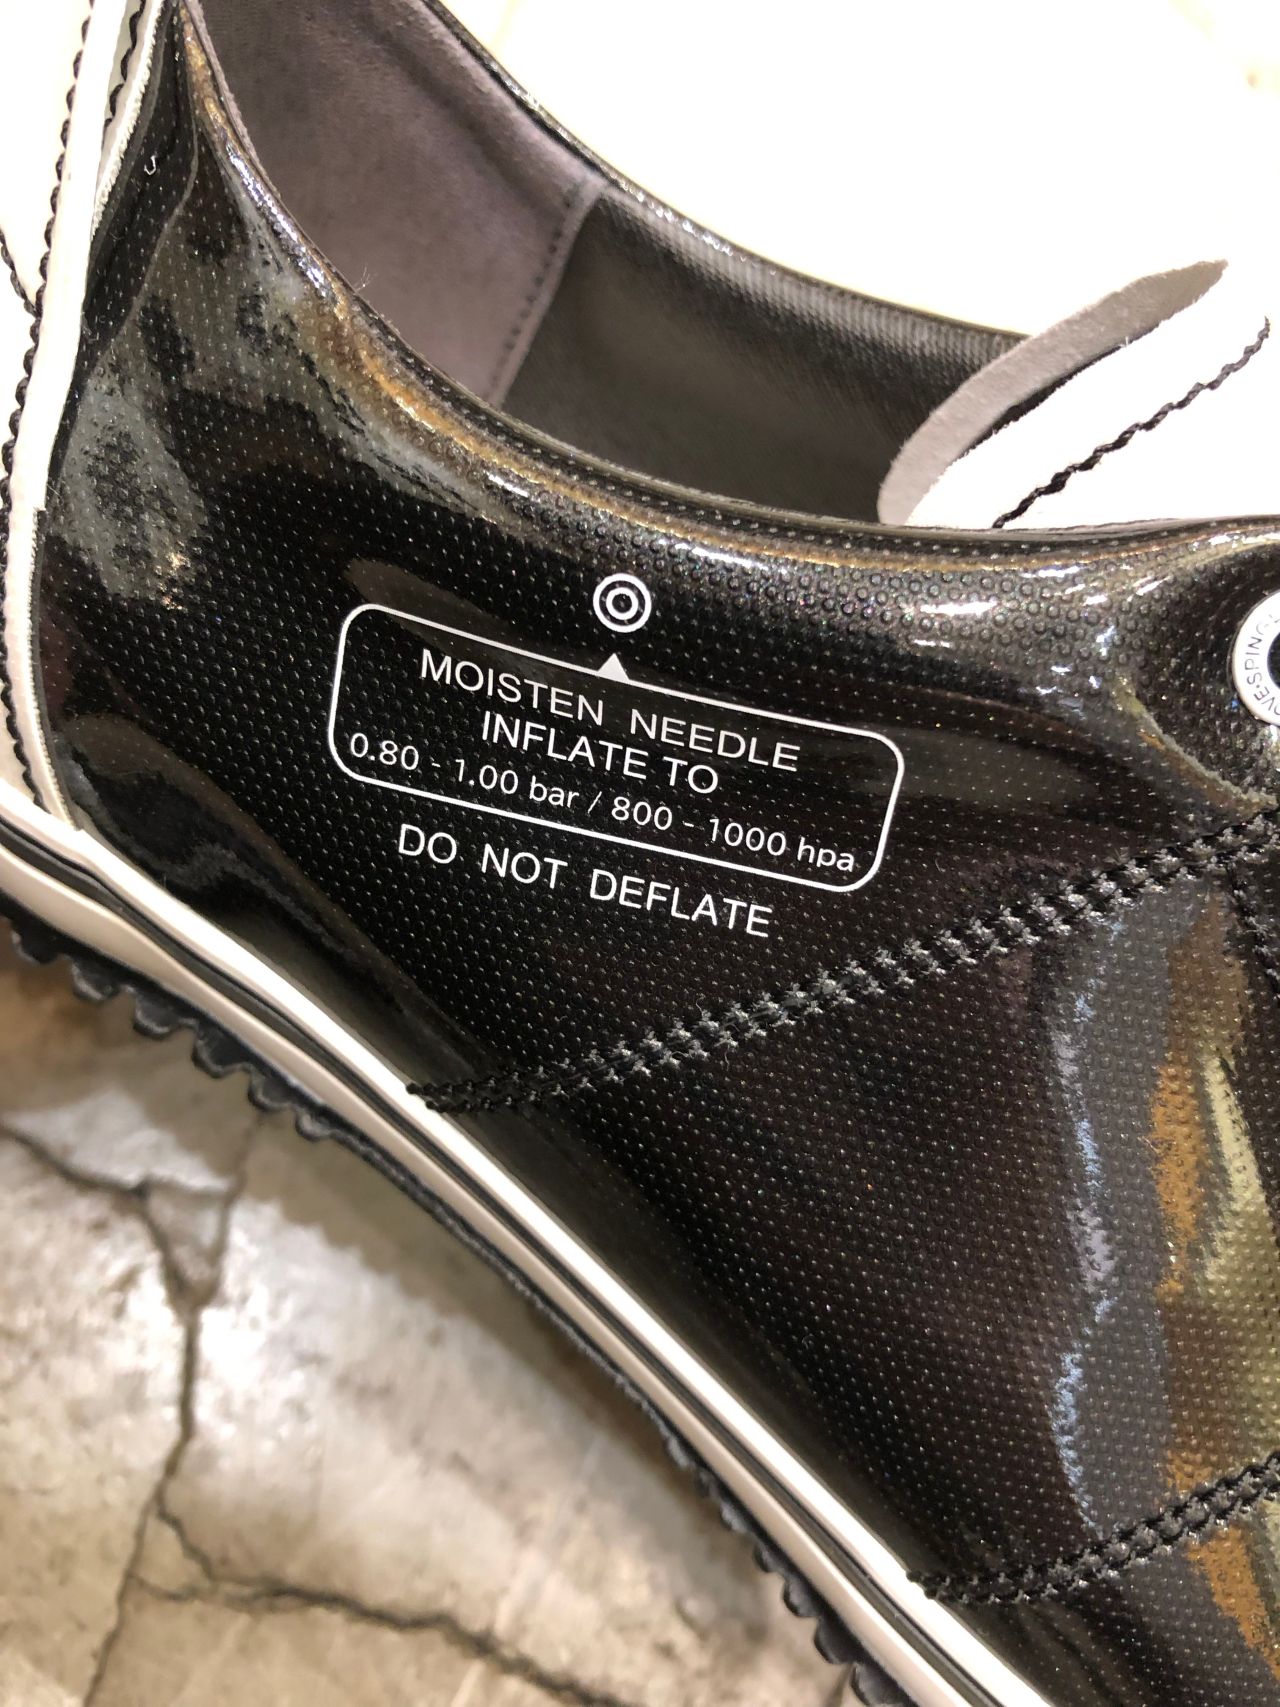 MOISTEN NEEDLE
INFLATE TO
0.80 - 1.00 bar / 800 - 1000 hpa
DO NOT DEFLATE